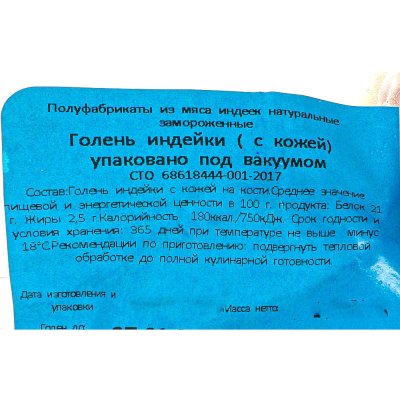 Полуфабрикаты из мяса индеек натуральные
замороженные
Голень индейки ( с кожей)
упаковано под вакуумом
СТО 68618444-001-2017
Состав:Голень индейки с кожей на кости.Среднее значение
пищевой и энергетической ценности в 100 г. продукта: Белок 21
г. Жиры 2,5 г Калорийность 180ккал./750кДж. Срок годности и
условия хранения: 365 дней при температуре не выше минус
18°С.Рекомендации по приготовлению: подвергнуть тепловой
обработке до полной кулинарной готовности.
Дата изготовления и
упаковки
Масса нетто:
Годен до: